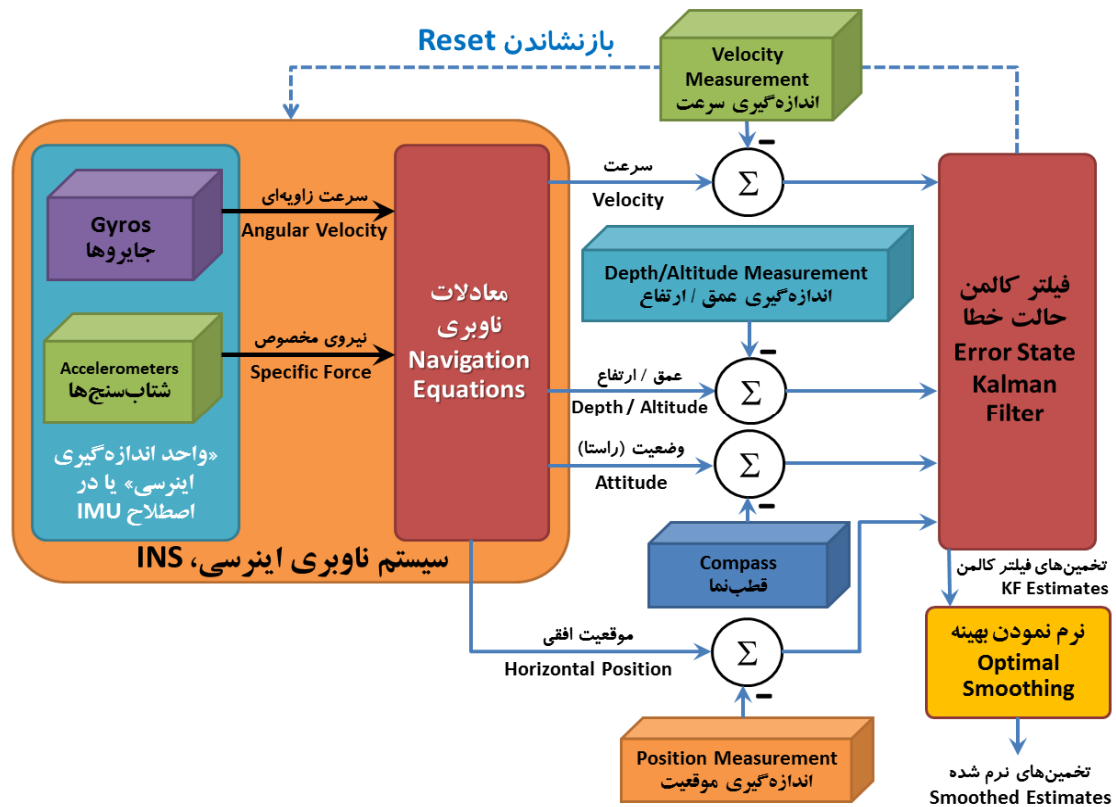 بازنشاندن Reset
Velocity
Measurement
اندازه‌گیری سرعت
Gyros
جایروها
سرعت زاویه‌ای
Angular Velocity
Accelerometers
شتاب‌سنج‌ها
نیروی مخصوص
Specific Force
«واحد اندازه‌گیری
اینرسی» یا در
اصطلاح IMU
معادلات
ناوبری
Navigation
Equations
سیستم ناوبری اینرسی، INS
سرعت
Velocity
–
Σ
Depth/Altitude Measurement
اندازه‌گیری عمق / ارتفاع
–
عمق / ارتفاع
Depth / Altitude
Σ
وضعیت (راستا)
Attitude
Σ
–
Compass
قطب‌نما
موقعیت افقی
Horizontal Position
Σ
–
Position Measurement
اندازه‌گیری موقعیت
فیلتر کالمن
حالت خطا
Error State
Kalman
Filter
تخمین‌های فیلتر کالمن
KF Estimates
نرم نمودن بهینه
Optimal
Smoothing
تخمین‌های نرم شده
Smoothed Estimates